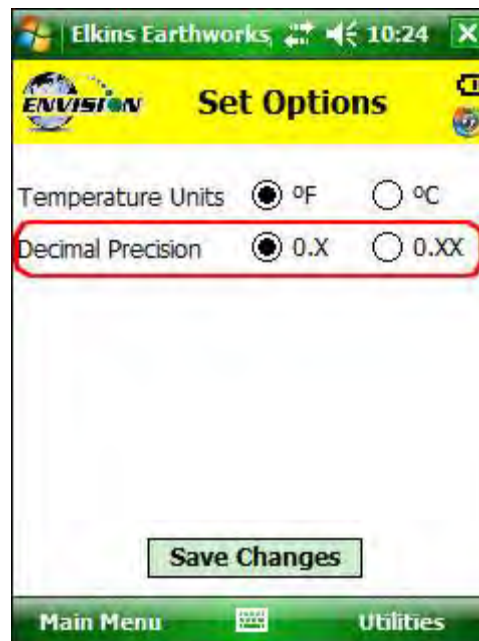 Elkins Earthworks, 10:24
ENVISION Set Options
Temperature Units ºF ºC
Decimal Precision 0.X 0.XX
Save Changes
Main Menu Utilities